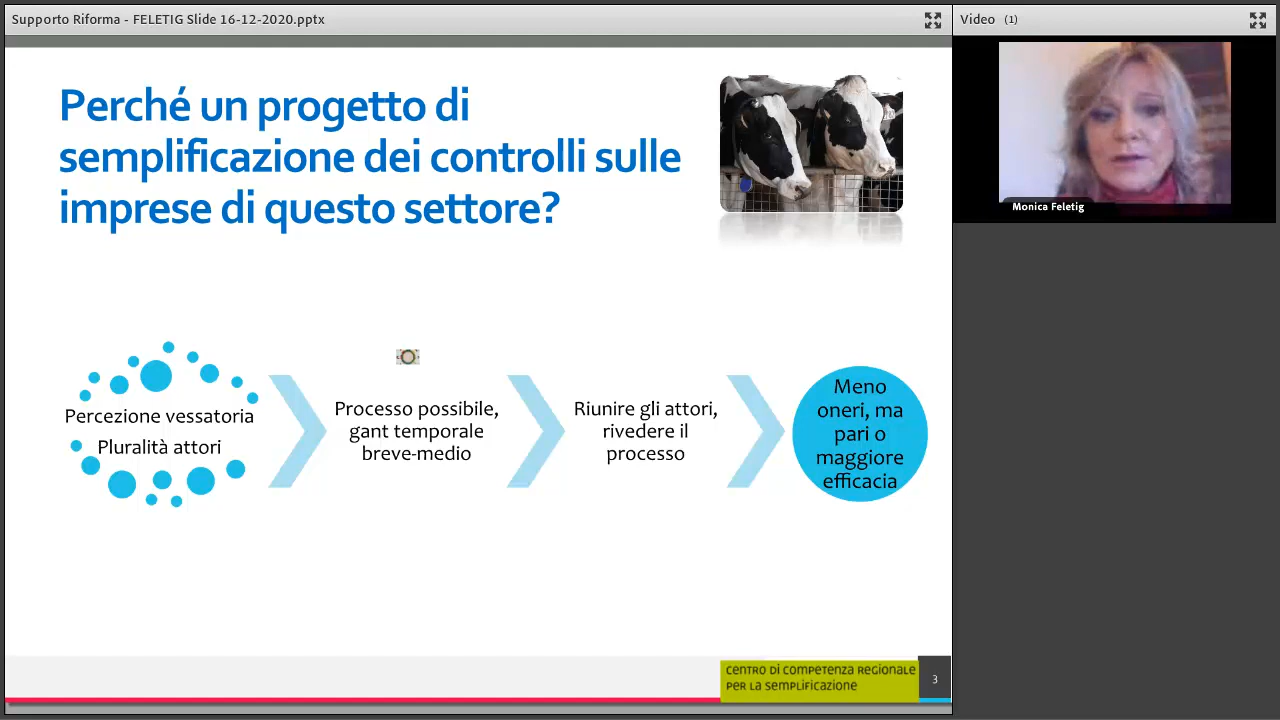 Supporto Riforma - FELETIG Slide 16-12-2020.pptx
Video (1)
Perché un progetto di
semplificazione dei controlli sulle
imprese di questo settore?
Monica Feletig
Percezione vessatoria
Pluralità attori
Processo possibile,
gant temporale
breve-medio
Riunire gli attori,
rivedere il
processo
Meno
oneri, ma
pari o
maggiore
efficacia
CENTRO DI COMPETENZA REGIONALE
PER LA SEMPLIFICAZIONE
3